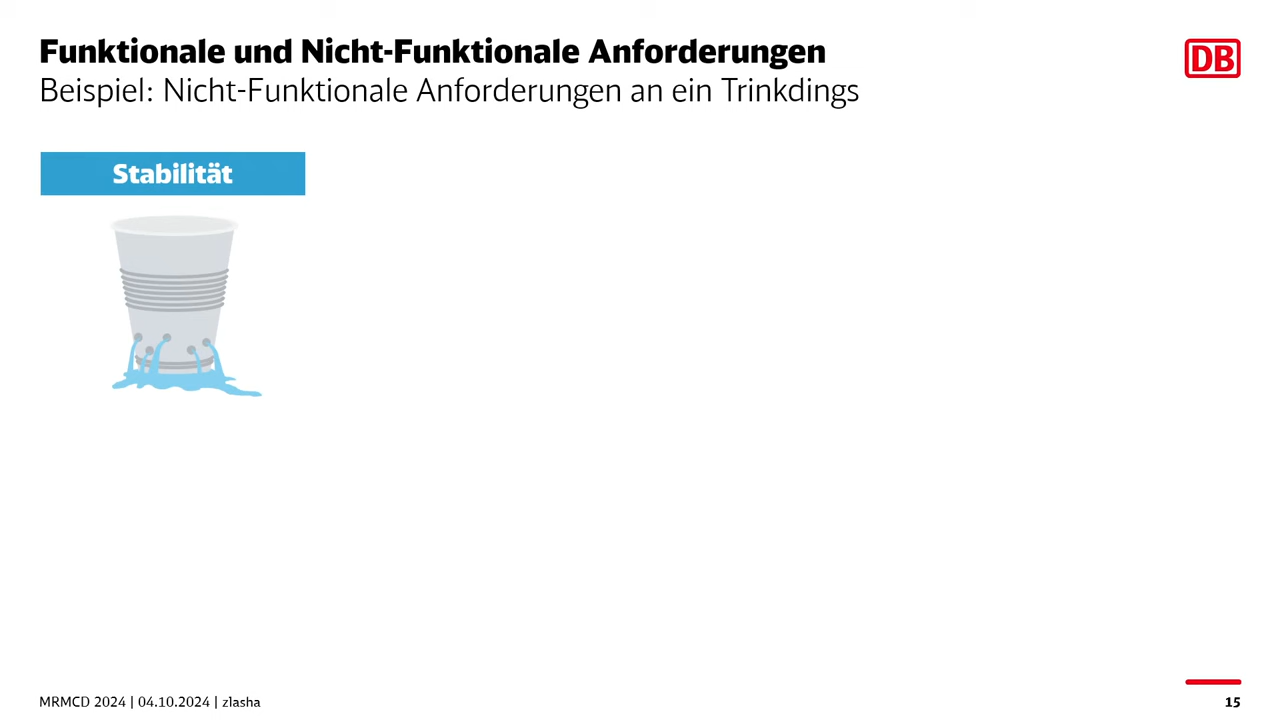 Funktionale und Nicht-Funktionale Anforderungen
Beispiel: Nicht-Funktionale Anforderungen an ein Trinkdings
DB
Stabilität
MRMCD 2024 | 04.10.2024 | zlasha
15